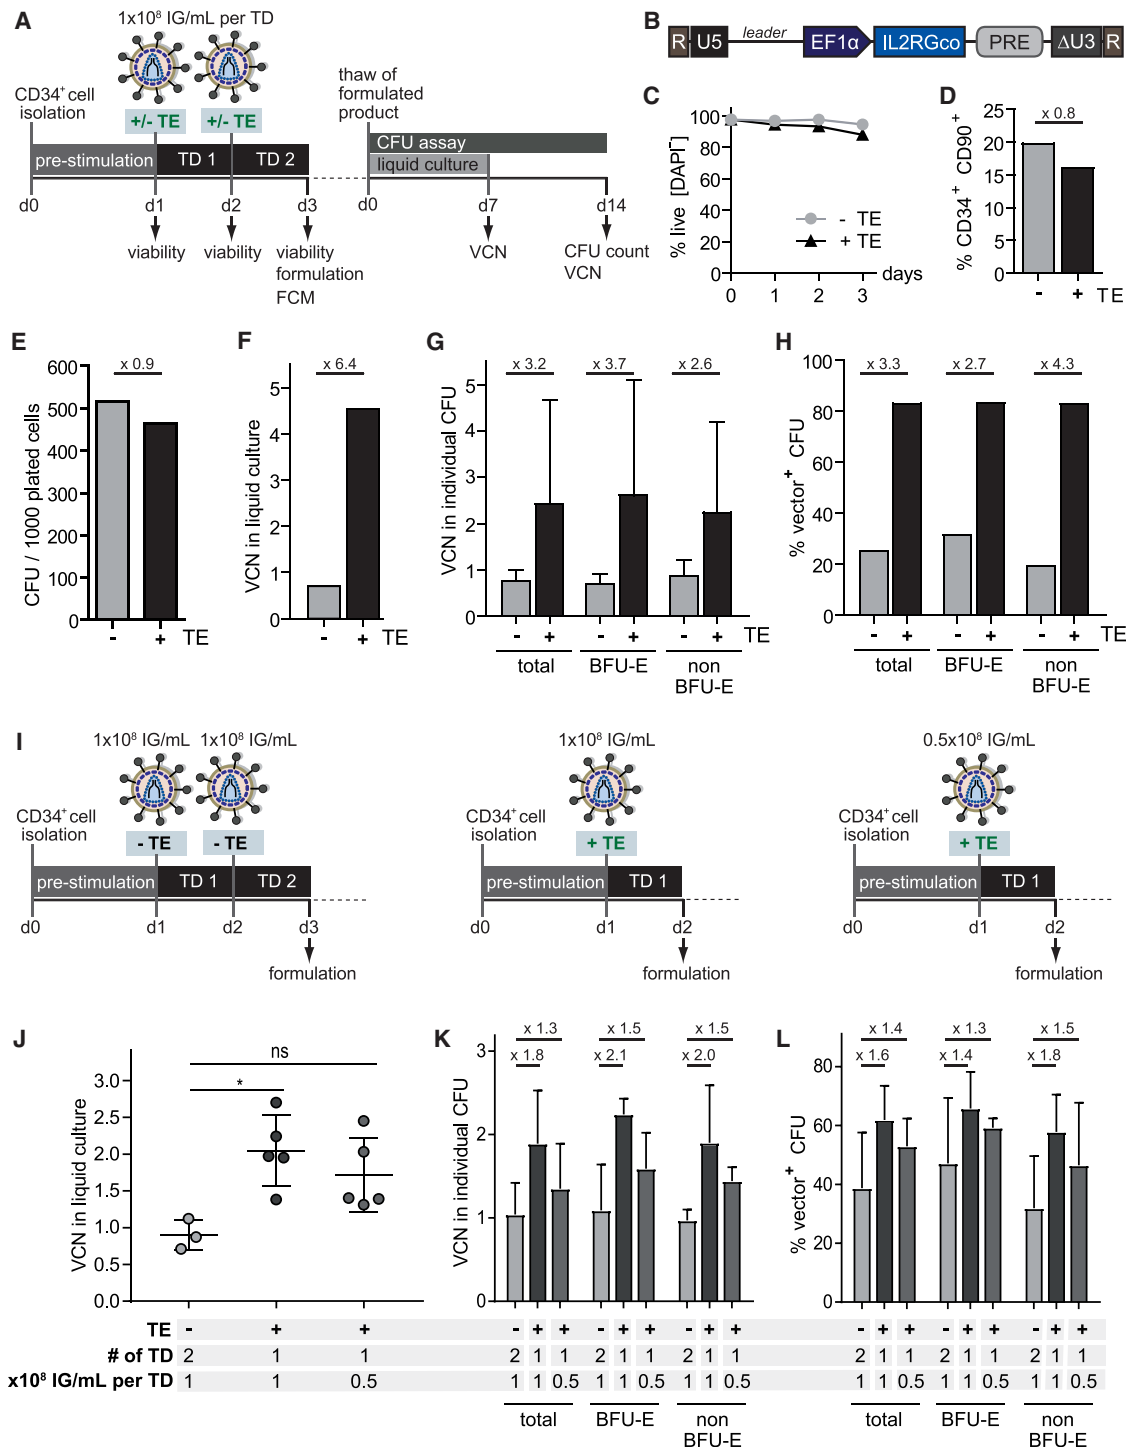 A
1x10⁸ IG/mL per TD
CD34⁺ cell
isolation
+/- TE
+/- TE
thaw of
formulated
product
pre-stimulation
TD 1
TD 2
CFU assay
liquid culture
d0
d1
d2
d3
d0
d7
d14
viability
viability
viability
formulation
FCM
VCN
CFU count
VCN
B
R
U5
leader
EF1α
IL2RGco
PRE
ΔU3
R
C
% live [DAPI⁻]
100
80
60
40
20
0
- TE
+ TE
0
1
2
3
days
D
% CD34⁺ CD90⁺
x 0.8
25
20
15
10
5
0
-
+
TE
E
CFU / 1000 plated cells
x 0.9
600
500
400
300
200
100
0
-
+
TE
F
VCN in liquid culture
x 6.4
5
4
3
2
1
0
-
+
TE
G
VCN in individual CFU
x 3.2
x 3.7
x 2.6
5
4
3
2
1
0
-
+
-
+
-
+
TE
total
BFU-E
non
BFU-E
H
% vector⁺ CFU
x 3.3
x 2.7
x 4.3
100
80
60
40
20
0
-
+
-
+
-
+
TE
total
BFU-E
non
BFU-E
I
1x10⁸ IG/mL
1x10⁸ IG/mL
CD34⁺ cell
isolation
- TE
- TE
pre-stimulation
TD 1
TD 2
d0
d1
d2
d3
formulation
1x10⁸ IG/mL
CD34⁺ cell
isolation
+ TE
pre-stimulation
TD 1
d0
d1
d2
formulation
0.5x10⁸ IG/mL
CD34⁺ cell
isolation
+ TE
pre-stimulation
TD 1
d0
d1
d2
formulation
J
VCN in liquid culture
ns
*
3.0
2.5
2.0
1.5
1.0
0.5
0.0
K
VCN in individual CFU
x 1.3
x 1.8
x 1.5
x 2.1
x 1.5
x 2.0
3
2
1
0
L
% vector⁺ CFU
x 1.4
x 1.6
x 1.3
x 1.4
x 1.5
x 1.8
80
60
40
20
0
TE - + + - + + - + + - + + - + + - + + - + +
# of TD 2 1 1 2 1 1 2 1 1 2 1 1 2 1 1 2 1 1 2 1 1
x10⁸ IG/mL per TD 1 1 0.5 1 1 0.5 1 1 0.5 1 1 0.5 1 1 0.5 1 1 0.5 1 1 0.5
total
BFU-E
non
BFU-E
total
BFU-E
non
BFU-E